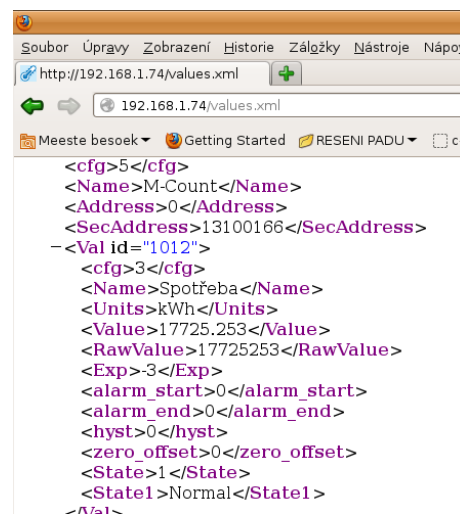 Soubor Úpravy Zobrazení Historie Záložky Nástroje Nápo
http://192.168.1.74/values.xml
192.168.1.74/values.xml
Meeste besoek Getting Started RESENI PADU c
<cfg>5</cfg>
<Name>M-Count</Name>
<Address>0</Address>
<SecAddress>13100166</SecAddress>
−<Val id="1012">
<cfg>3</cfg>
<Name>Spotřeba</Name>
<Units>kWh</Units>
<Value>17725.253</Value>
<RawValue>17725253</RawValue>
<Exp>-3</Exp>
<alarm_start>0</alarm_start>
<alarm_end>0</alarm_end>
<hyst>0</hyst>
<zero_offset>0</zero_offset>
<State>1</State>
<State1>Normal</State1>
</Val>